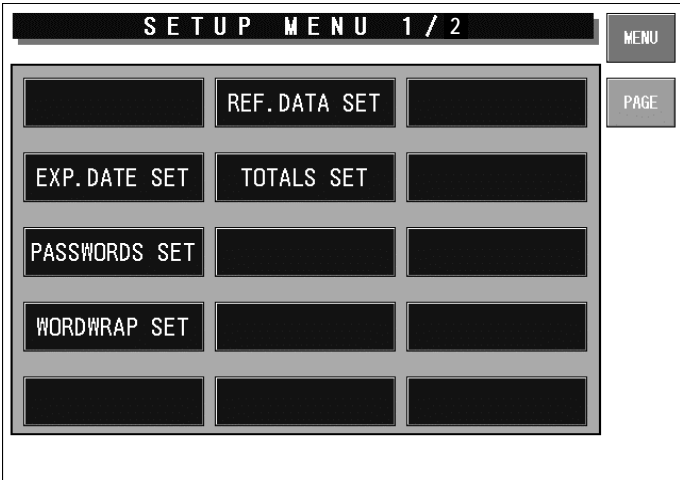 SETUP MENU 1/2
MENU
PAGE
REF.DATA SET
EXP.DATE SET
TOTALS SET
PASSWORDS SET
WORDWRAP SET